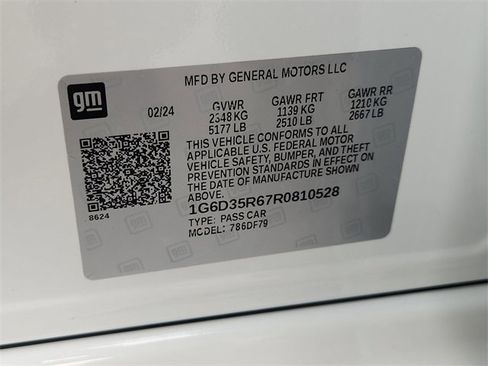 MFD BY GENERAL MOTORS LLC
gm
02/24 GVWR GAWR FRT GAWR RR
2348 KG 1139 KG 1210 KG
5177 LB 2510 LB 2667 LB
THIS VEHICLE CONFORMS TO ALL
APPLICABLE U.S. FEDERAL MOTOR
VEHICLE SAFETY, BUMPER, AND THEFT
PREVENTION STANDARDS IN EFFECT ON
THE DATE OF MANUFACTURE SHOWN ABOVE.
8624
1G6D35R67R0810528
TYPE: PASS CAR
MODEL: 786DF79